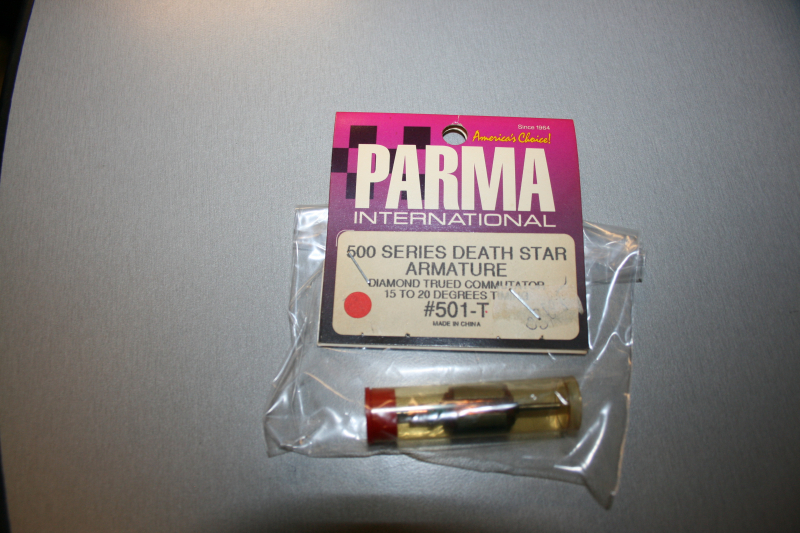 Since 1964
America's Choice!
PARMA
INTERNATIONAL
500 SERIES DEATH STAR
ARMATURE
DIAMOND TRUED COMMUTATOR
15 TO 20 DEGREES
#501-T
MADE IN CHINA